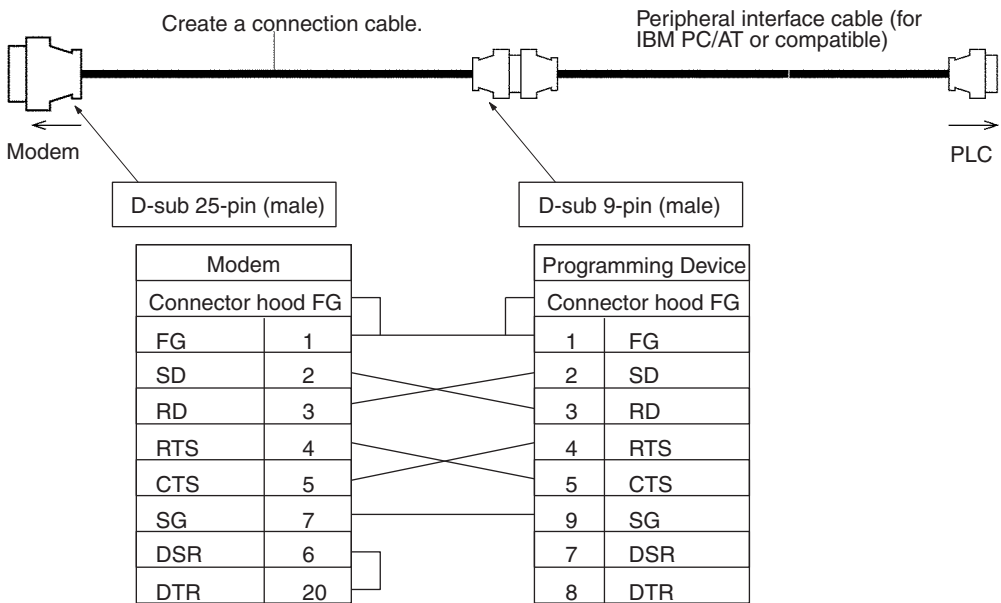 Create a connection cable.
Peripheral interface cable (for
IBM PC/AT or compatible)
Modem
PLC
D-sub 25-pin (male)
D-sub 9-pin (male)
Modem
Connector hood FG
FG 1
SD 2
RD 3
RTS 4
CTS 5
SG 7
DSR 6
DTR 20
Programming Device
Connector hood FG
1 FG
2 SD
3 RD
4 RTS
5 CTS
9 SG
7 DSR
8 DTR